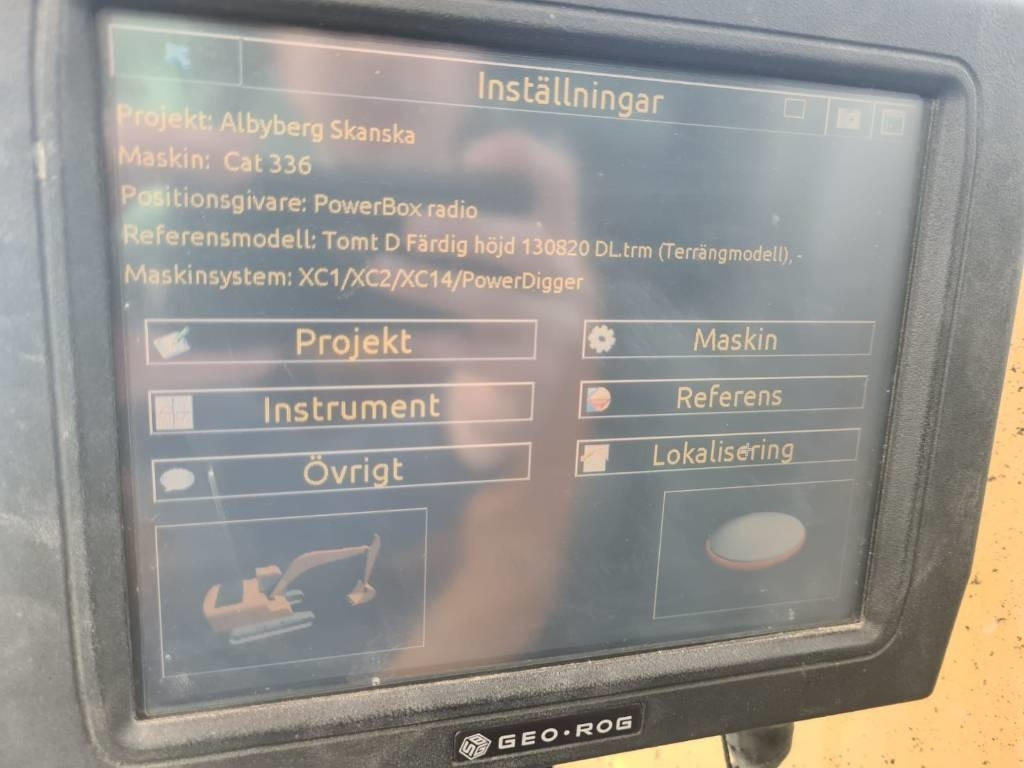 Inställningar
Projekt: Albyberg Skanska
Maskin: Cat 336
Positionsgivare: PowerBox radio
Referensmodell: Tomt D Färdig höjd 130820 DL.trm (Terrängmodell), -
Maskinsystem: XC1/XC2/XC14/PowerDigger
Projekt
Maskin
Instrument
Referens
Övrigt
Lokalisering
GEO·ROG